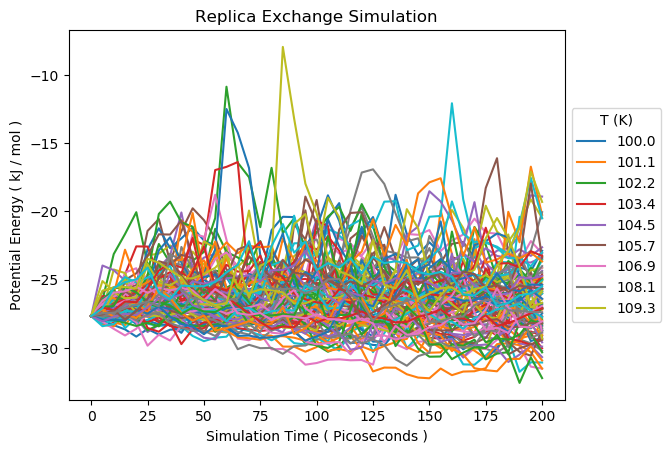 Replica Exchange Simulation
Potential Energy ( kJ / mol )
−10
−15
−20
−25
−30
0 25 50 75 100 125 150 175 200
Simulation Time ( Picoseconds )
T (K)
100.0
101.1
102.2
103.4
104.5
105.7
106.9
108.1
109.3